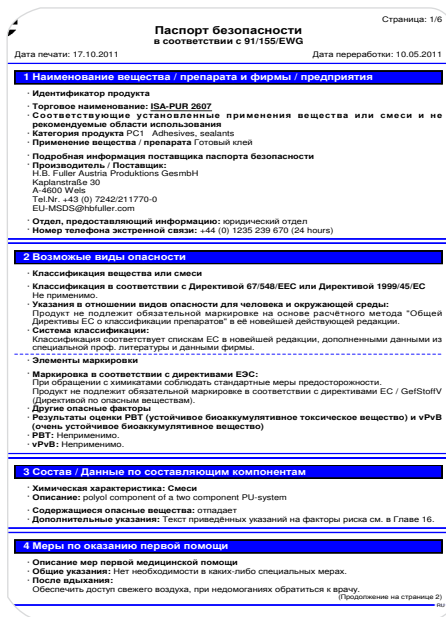 Страница: 1/6
Паспорт безопасности
в соответствии с 91/155/EWG
Дата печати: 17.10.2011 Дата переработки: 10.05.2011
1 Наименование вещества / препарата и фирмы / предприятия
· Идентификатор продукта
· Торговое наименование: ISA-PUR 2607
· Соответствующие установленные применения вещества или смеси и не
рекомендуемые области использования
· Категория продукта PC1 Adhesives, sealants
· Применение вещества / препарата Готовый клей
· Подробная информация поставщика паспорта безопасности
· Производитель / Поставщик:
H.B. Fuller Austria Produktions GesmbH
Kaplanstraße 30
A-4600 Wels
Tel.Nr. +43 (0) 7242/211770-0
EU-MSDS@hbfuller.com
· Отдел, предоставляющий информацию: юридический отдел
· Номер телефона экстренной связи: +44 (0) 1235 239 670 (24 hours)
2 Возможые виды опасности
· Классификация вещества или смеси
· Классификация в соответствии с Директивой 67/548/EEC или Директивой 1999/45/EC
Не применимо.
· Указания в отношении видов опасности для человека и окружающей среды:
Продукт не подлежит обязательной маркировке на основе расчётного метода "Общей
Директивы ЕС о классификации препаратов" в её новейшей действующей редакции.
· Система классификации:
Классификация соответствует спискам ЕС в новейшей редакции, дополненными данными из
специальной проф. литературы и данными фирмы.
· Элементы маркировки
· Маркировка в соответствии с директивами ЕЭС:
При обращении с химикатами соблюдать стандартные меры предосторожности.
Продукт не подлежит обязательной маркировке в соответствии с директивами ЕС / GefStoffV
(Директивой по опасным веществам).
· Другие опасные факторы
· Результаты оценки PBT (устойчивое биоаккумулятивное токсическое вещество) и vPvB
(очень устойчивое биоаккумулятивное вещество)
· PBT: Неприменимо.
· vPvB: Неприменимо.
3 Состав / Данные по составляющим компонентам
· Химическая характеристика: Смеси
· Описание: polyol component of a two component PU-system
· Содержащиеся опасные вещества: отпадает
· Дополнительные указания: Текст приведённых указаний на факторы риска см. в Главе 16.
4 Меры по оказанию первой помощи
· Описание мер первой медицинской помощи
· Общие указания: Нет необходимости в каких-либо специальных мерах.
· После вдыхания:
Обеспечить доступ свежего воздуха, при недомоганиях обратиться к врачу.
(Продолжение на странице 2)
RU